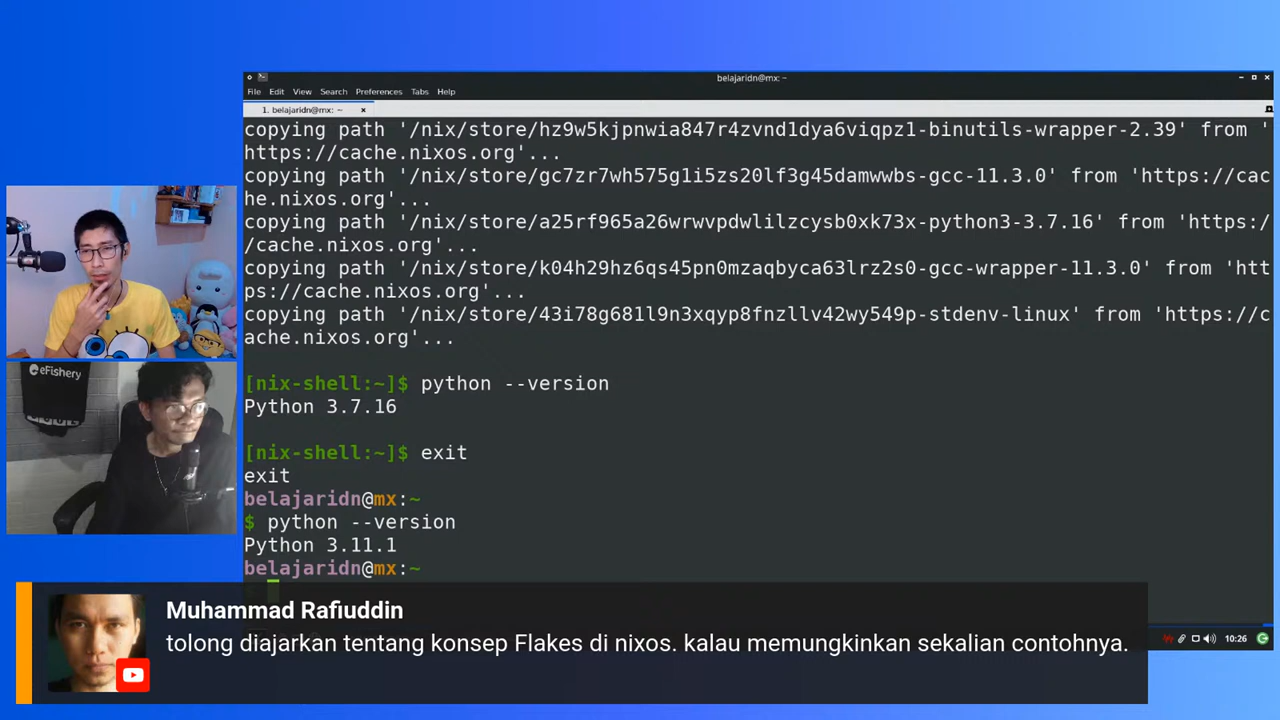 belajaridn@mx: ~
File Edit View Search Preferences Tabs Help
1. belajaridn@mx: ~
copying path '/nix/store/hz9w5kjpnwia847r4zvnd1dya6viqpz1-binutils-wrapper-2.39' from '
https://cache.nixos.org'...
copying path '/nix/store/gc7zr7wh575g1i5zs20lf3g45damwwbs-gcc-11.3.0' from 'https://cac
he.nixos.org'...
copying path '/nix/store/a25rf965a26wrwvpdwlilzcysb0xk73x-python3-3.7.16' from 'https:/
/cache.nixos.org'...
copying path '/nix/store/k04h29hz6qs45pn0mzaqbyca63lrz2s0-gcc-wrapper-11.3.0' from 'htt
ps://cache.nixos.org'...
copying path '/nix/store/43i78g681l9n3xqyp8fnzllv42wy549p-stdenv-linux' from 'https://c
ache.nixos.org'...
[nix-shell:~]$ python --version
Python 3.7.16
[nix-shell:~]$ exit
exit
belajaridn@mx:~
$ python --version
Python 3.11.1
belajaridn@mx:~
eFishery
10:26
Muhammad Rafiuddin
tolong diajarkan tentang konsep Flakes di nixos. kalau memungkinkan sekalian contohnya.